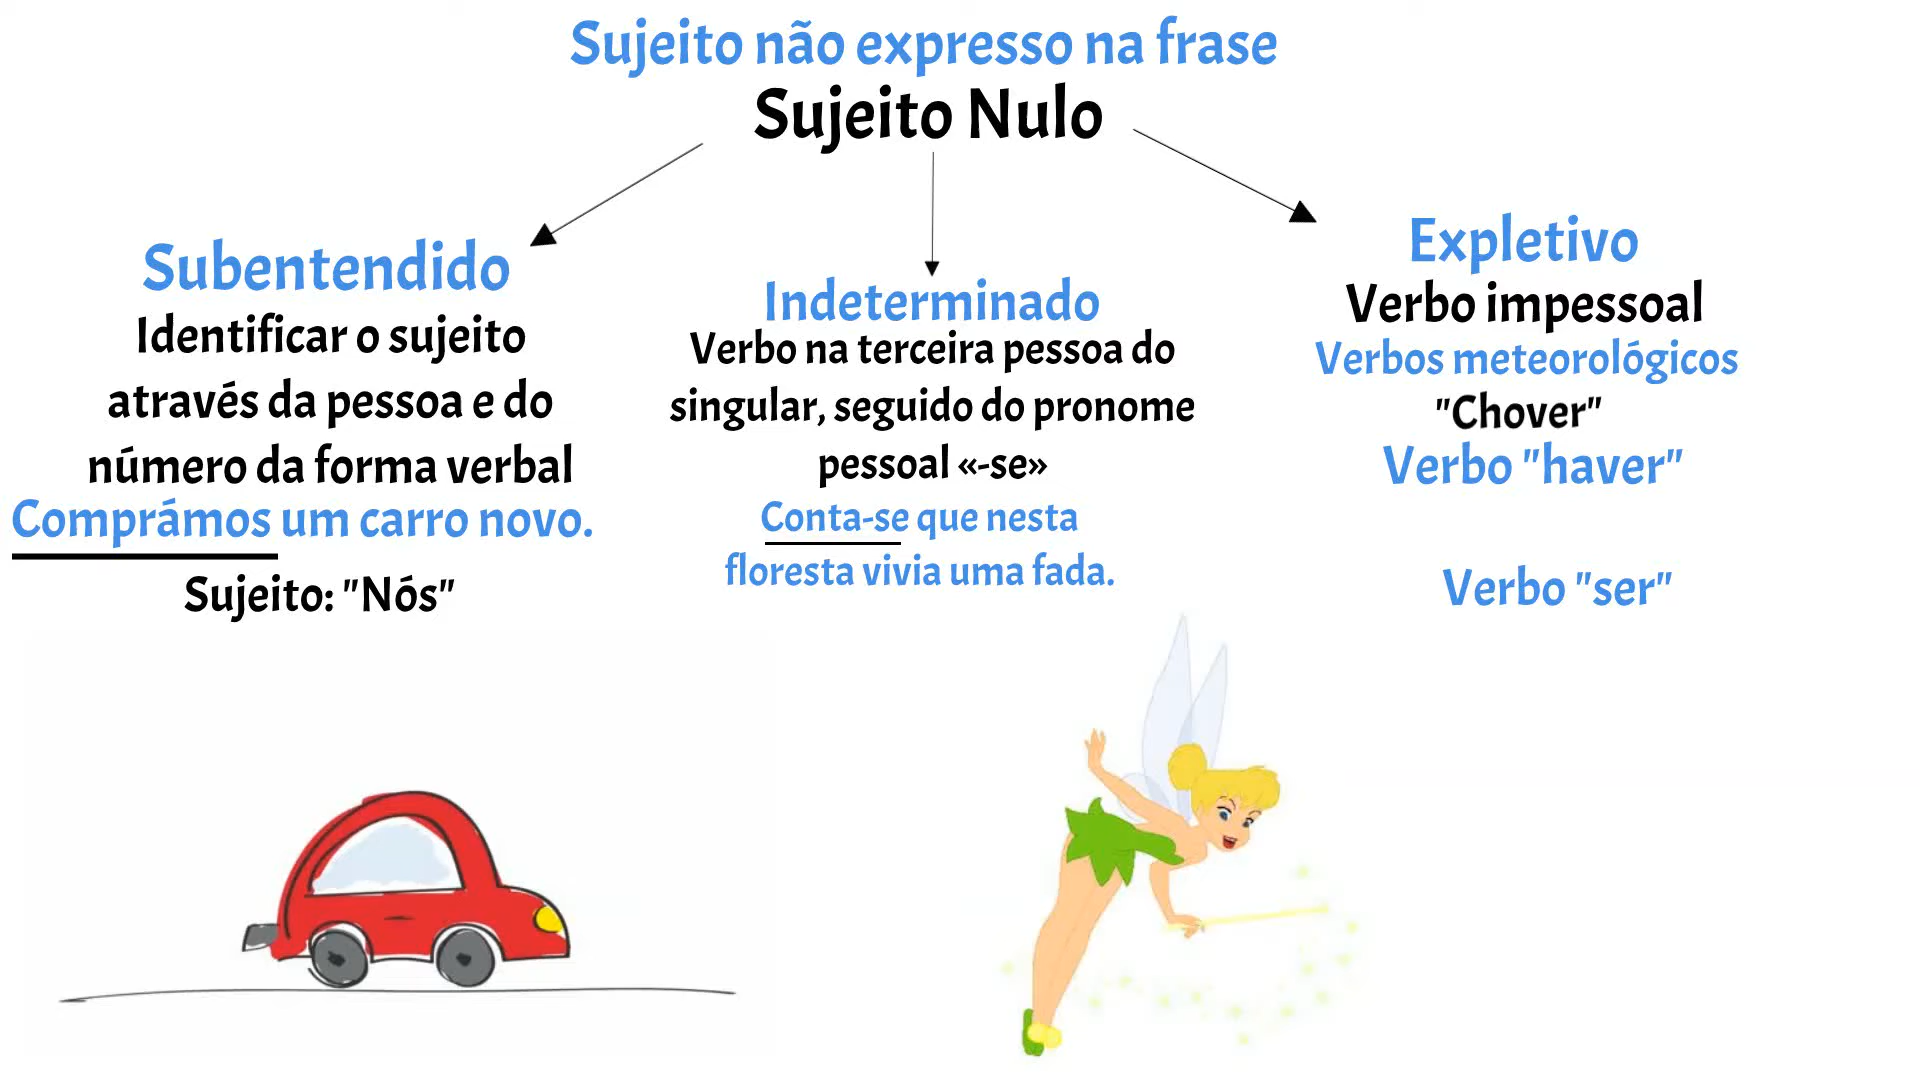 Sujeito não expresso na frase
Sujeito Nulo
Subentendido
Identificar o sujeito
através da pessoa e do
número da forma verbal
Comprámos um carro novo.
Sujeito: "Nós"
Indeterminado
Verbo na terceira pessoa do
singular, seguido do pronome
pessoal «-se»
Conta-se que nesta
floresta vivia uma fada.
Expletivo
Verbo impessoal
Verbos meteorológicos
"Chover"
Verbo "haver"
Verbo "ser"